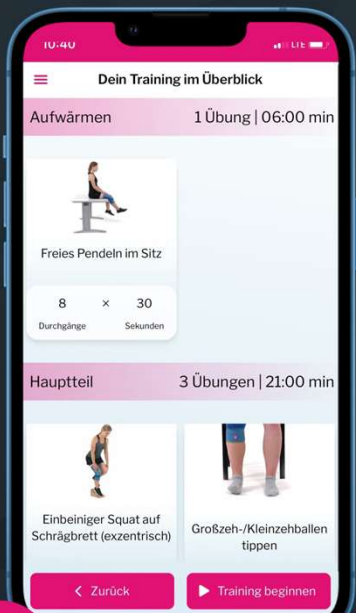 10:40
LTE
Dein Training im Überblick
Aufwärmen 1 Übung | 06:00 min
Freies Pendeln im Sitz
8 × 30
Durchgänge Sekunden
Hauptteil 3 Übungen | 21:00 min
Einbeiniger Squat auf
Schrägbrett (exzentrisch)
Großzeh-/Kleinzehballen
tippen
Zurück
Training beginnen